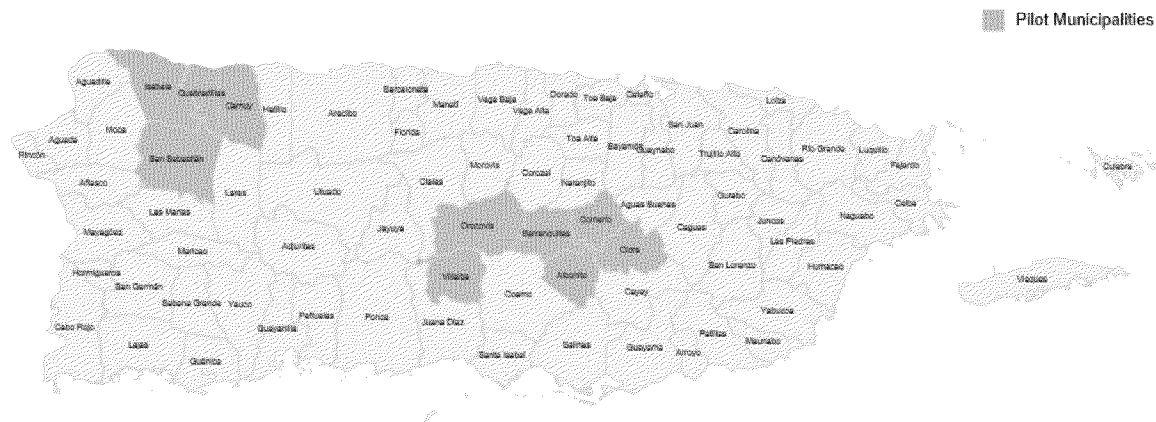 Pilot Municipalities
Aguadilla
Isabela
Quebradillas
Camuy
Hatillo
Arecibo
Barceloneta
Manatí
Vega Baja
Vega Alta
Dorado
Toa Baja
Cataño
Loíza
Moca
Aguada
Rincón
San Sebastián
Florida
Toa Alta
Bayamón
Guaynabo
San Juan
Carolina
Trujillo Alto
Canóvanas
Río Grande
Luquillo
Fajardo
Culebra
Añasco
Lares
Utuado
Ciales
Morovis
Corozal
Naranjito
Aguas Buenas
Gurabo
Ceiba
Las Marías
Mayagüez
Maricao
Adjuntas
Jayuya
Orocovis
Barranquitas
Comerío
Cidra
Caguas
Juncos
Naguabo
Las Piedras
Hormigueros
San Germán
Sabana Grande
Yauco
Villalba
Aibonito
Coamo
Cayey
San Lorenzo
Humacao
Vieques
Cabo Rojo
Lajas
Guánica
Guayanilla
Peñuelas
Ponce
Juana Díaz
Santa Isabel
Salinas
Guayama
Arroyo
Patillas
Maunabo
Yabucoa